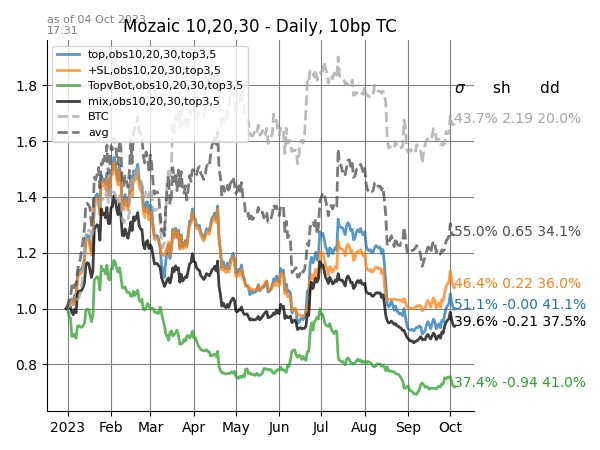 as of 04 Oct 2023
17:31
Mozaic 10,20,30 - Daily, 10bp TC
top,obs10,20,30,top3,5
+SL,obs10,20,30,top3,5
TopvBot,obs10,20,30,top3,5
mix,obs10,20,30,top3,5
BTC
avg
σ sh dd
43.7% 2.19 20.0%
55.0% 0.65 34.1%
46.4% 0.22 36.0%
51.1% -0.00 41.1%
39.6% -0.21 37.5%
37.4% -0.94 41.0%
1.8
1.6
1.4
1.2
1.0
0.8
2023 Feb Mar Apr May Jun Jul Aug Sep Oct